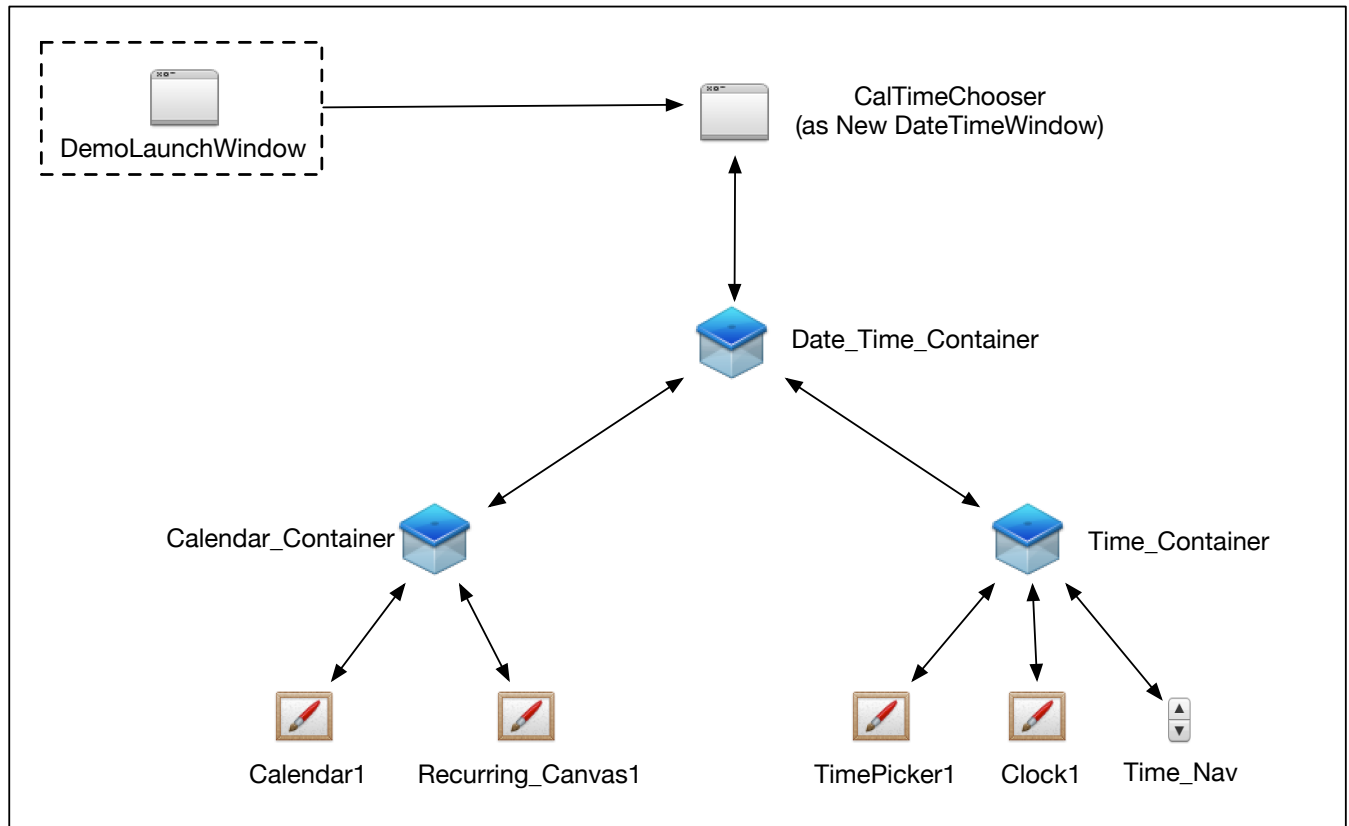 DemoLaunchWindow
CalTimeChooser
(as New DateTimeWindow)
Date_Time_Container
Calendar_Container
Time_Container
Calendar1
Recurring_Canvas1
TimePicker1
Clock1
Time_Nav